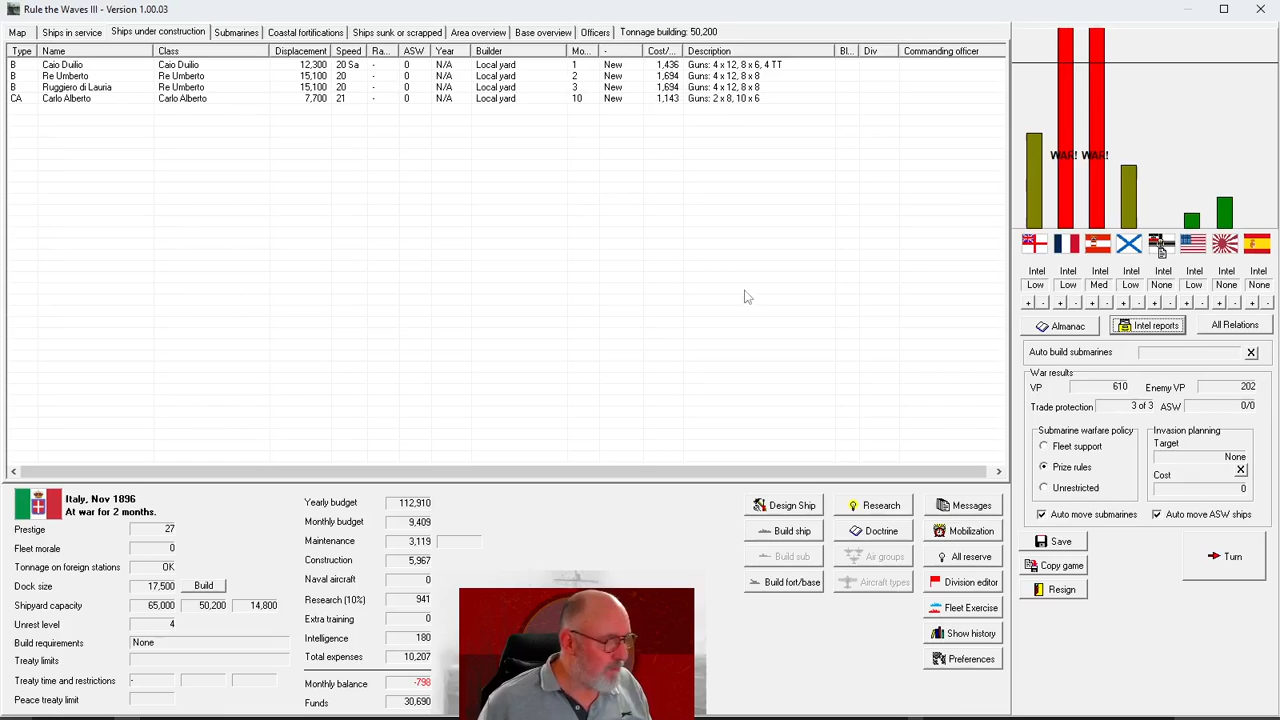 Rule the Waves III - Version 1.00.03
Map Ships in service Ships under construction Submarines Coastal fortifications Ships sunk or scrapped Area overview Base overview Officers Tonnage building: 50,200
Type Name Class Displacement Speed Ra... ASW Year Builder Mo... - Cost/... Description Bl... Div Commanding officer
B Caio Duilio Caio Duilio 12,300 20 Sa - 0 N/A Local yard 1 New 1,436 Guns: 4 x 12, 8 x 6, 4 TT
B Re Umberto Re Umberto 15,100 20 - 0 N/A Local yard 2 New 1,694 Guns: 4 x 12, 8 x 8
B Ruggiero di Lauria Re Umberto 15,100 20 - 0 N/A Local yard 3 New 1,694 Guns: 4 x 12, 8 x 8
CA Carlo Alberto Carlo Alberto 7,700 21 - 0 N/A Local yard 10 New 1,143 Guns: 2 x 8, 10 x 6
WAR! WAR!
Intel Intel Intel Intel Intel Intel Intel Intel
Low Low Med Low None Low None None
+ - + - + - + - + - + - + - + -
Almanac Intel reports All Relations
Auto build submarines X
War results
VP 610 Enemy VP 202
Trade protection 3 of 3 ASW 0/0
Submarine warfare policy
Fleet support
Prize rules
Unrestricted
Invasion planning
Target
None
Cost X
0
Auto move submarines Auto move ASW ships
Save
Copy game
Resign
Turn
Italy, Nov 1896
At war for 2 months.
Prestige 27
Fleet morale 0
Tonnage on foreign stations OK
Dock size 17,500 Build
Shipyard capacity 65,000 50,200 14,800
Unrest level 4
Build requirements None
Treaty limits
Treaty time and restrictions -
Peace treaty limit
Yearly budget 112,910
Monthly budget 9,409
Maintenance 3,119
Construction 5,967
Naval aircraft 0
Research (10%) 941
Extra training 0
Intelligence 180
Total expenses 10,207
Monthly balance -798
Funds 30,690
Design Ship Research Messages
Build ship Doctrine Mobilization
Build sub Air groups All reserve
Build fort/base Aircraft types Division editor
Fleet Exercise
Show history
Preferences